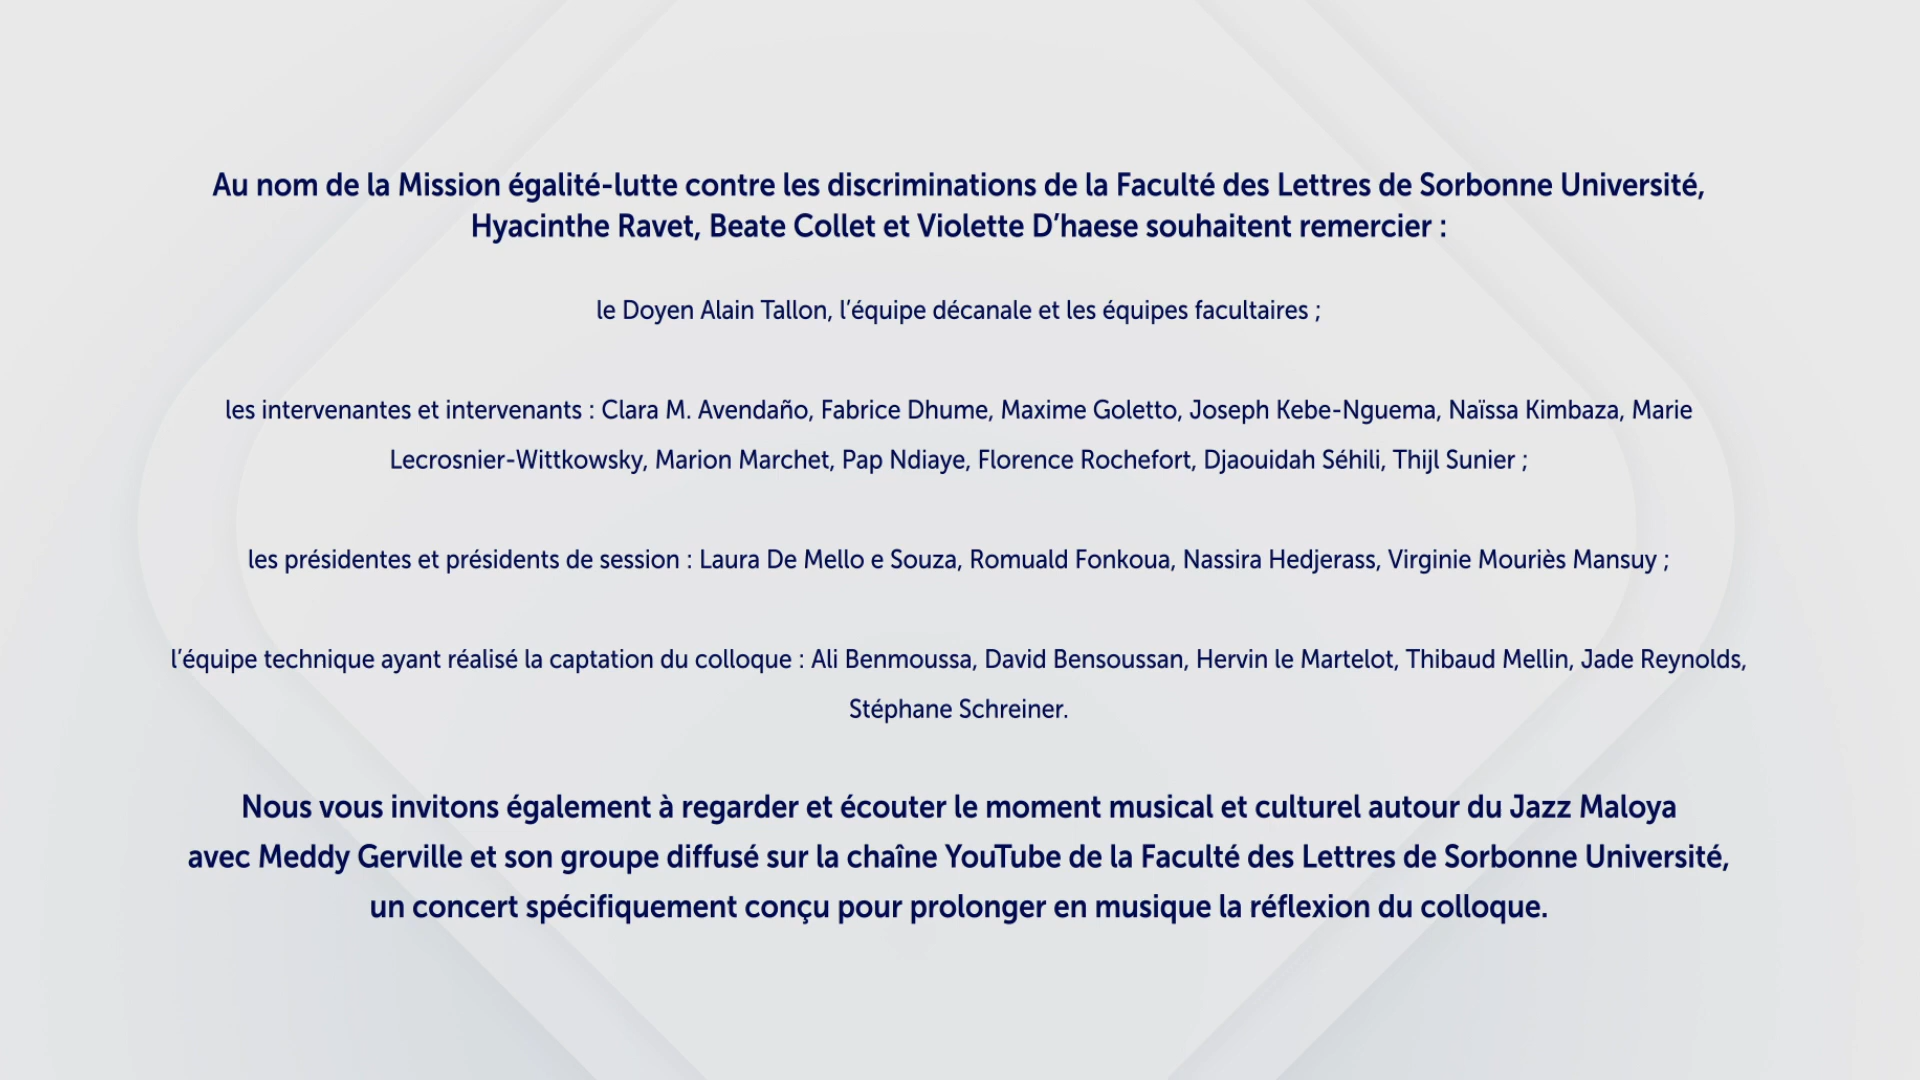 Au nom de la Mission égalité-lutte contre les discriminations de la Faculté des Lettres de Sorbonne Université,
Hyacinthe Ravet, Beate Collet et Violette D’haese souhaitent remercier :
le Doyen Alain Tallon, l’équipe décanale et les équipes facultaires ;
les intervenantes et intervenants : Clara M. Avendaño, Fabrice Dhume, Maxime Goletto, Joseph Kebe-Nguema, Naïssa Kimbaza, Marie
Lecrosnier-Wittkowsky, Marion Marchet, Pap Ndiaye, Florence Rochefort, Djaouidah Séhili, Thijl Sunier ;
les présidentes et présidents de session : Laura De Mello e Souza, Romuald Fonkoua, Nassira Hedjerass, Virginie Mouriès Mansuy ;
l’équipe technique ayant réalisé la captation du colloque : Ali Benmoussa, David Bensoussan, Hervin le Martelot, Thibaud Mellin, Jade Reynolds,
Stéphane Schreiner.
Nous vous invitons également à regarder et écouter le moment musical et culturel autour du Jazz Maloya
avec Meddy Gerville et son groupe diffusé sur la chaîne YouTube de la Faculté des Lettres de Sorbonne Université,
un concert spécifiquement conçu pour prolonger en musique la réflexion du colloque.